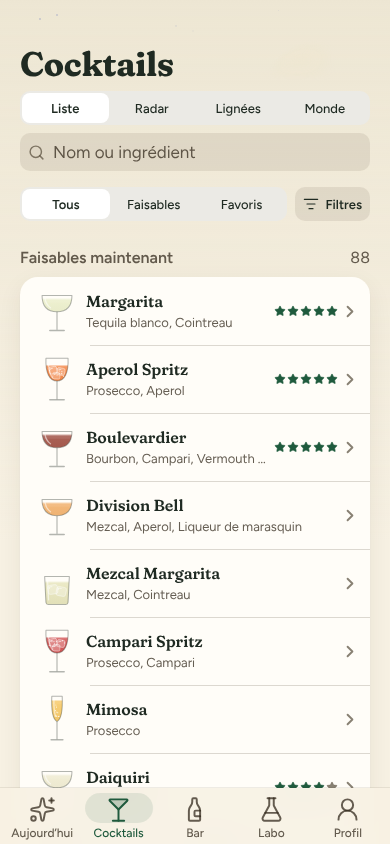 Cocktails
Liste
Radar
Lignées
Monde
Nom ou ingrédient
Tous
Faisables
Favoris
Filtres
Faisables maintenant
88
Margarita
Tequila blanco, Cointreau
Aperol Spritz
Prosecco, Aperol
Boulevardier
Bourbon, Campari, Vermouth ...
Division Bell
Mezcal, Aperol, Liqueur de marasquin
Mezcal Margarita
Mezcal, Cointreau
Campari Spritz
Prosecco, Campari
Mimosa
Prosecco
Daiquiri
Aujourd'hui
Cocktails
Bar
Labo
Profil